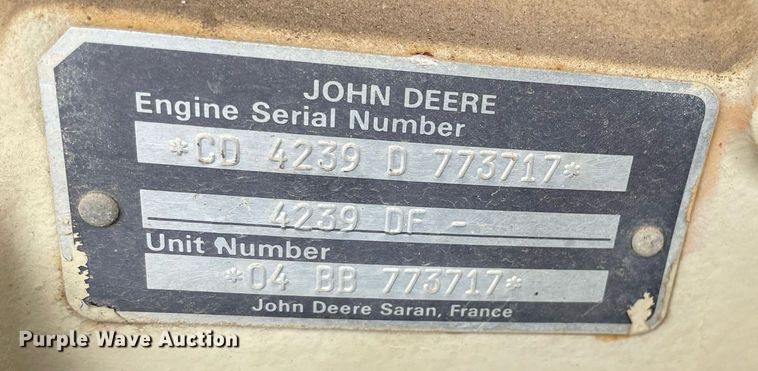 JOHN DEERE
Engine Serial Number
*CD 4239 D 773717*
4239 DF -
Unit Number
*04 BB 773717*
John Deere Saran, France
Purple Wave Auction